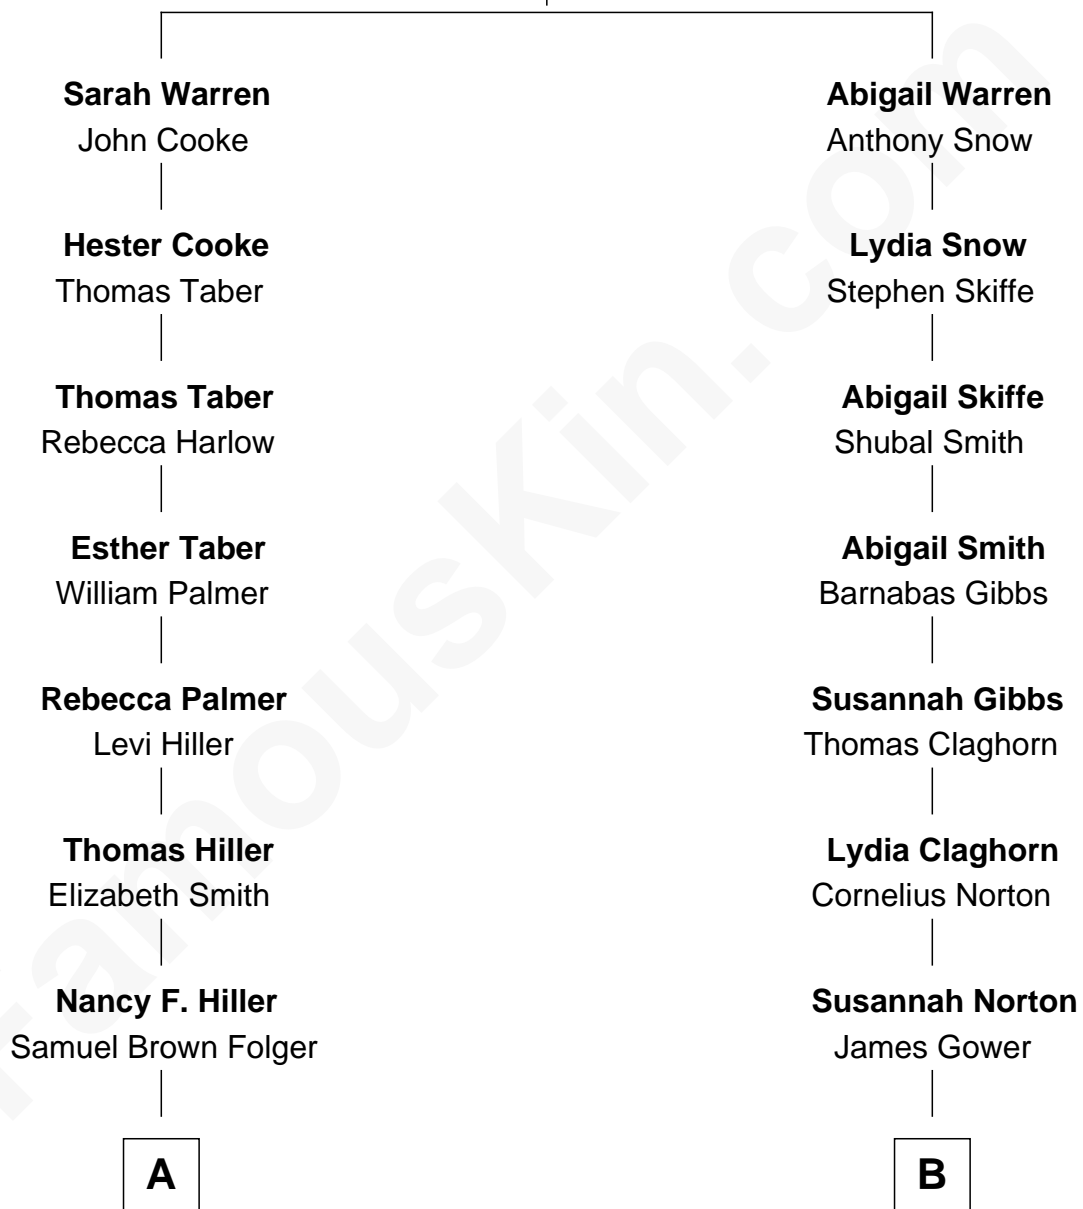 Sarah Warren
John Cooke
Hester Cooke
Thomas Taber
Thomas Taber
Rebecca Harlow
Esther Taber
William Palmer
Rebecca Palmer
Levi Hiller
Thomas Hiller
Elizabeth Smith
Nancy F. Hiller
Samuel Brown Folger
A
Abigail Warren
Anthony Snow
Lydia Snow
Stephen Skiffe
Abigail Skiffe
Shubal Smith
Abigail Smith
Barnabas Gibbs
Susannah Gibbs
Thomas Claghorn
Lydia Claghorn
Cornelius Norton
Susannah Norton
James Gower
B
FamousKin.com